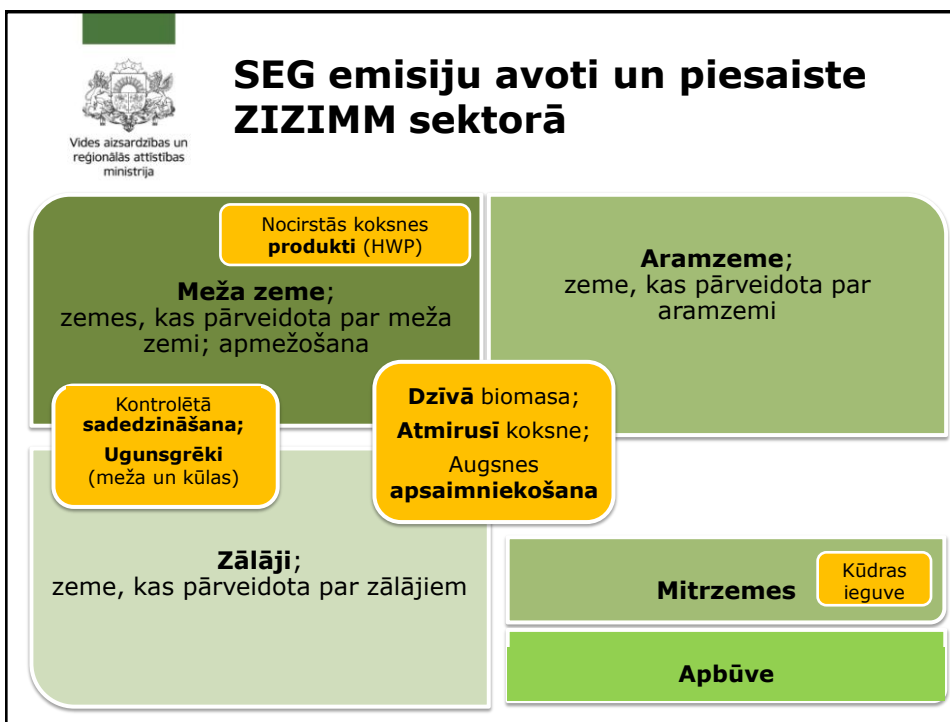 SEG emisiju avoti un piesaiste
ZIZIMM sektorā
Vides aizsardzības un
reģionālās attīstības
ministrija
Nocirstās koksnes
produkti (HWP)
Meža zeme;
zemes, kas pārveidota par meža
zemi; apmežošana
Aramzeme;
zeme, kas pārveidota par
aramzemi
Kontrolētā
sadedzināšana;
Ugunsgrēki
(meža un kūlas)
Dzīvā biomasa;
Atmirusī koksne;
Augsnes
apsaimniekošana
Zālāji;
zeme, kas pārveidota par zālājiem
Mitrzemes
Kūdras
ieguve
Apbūve